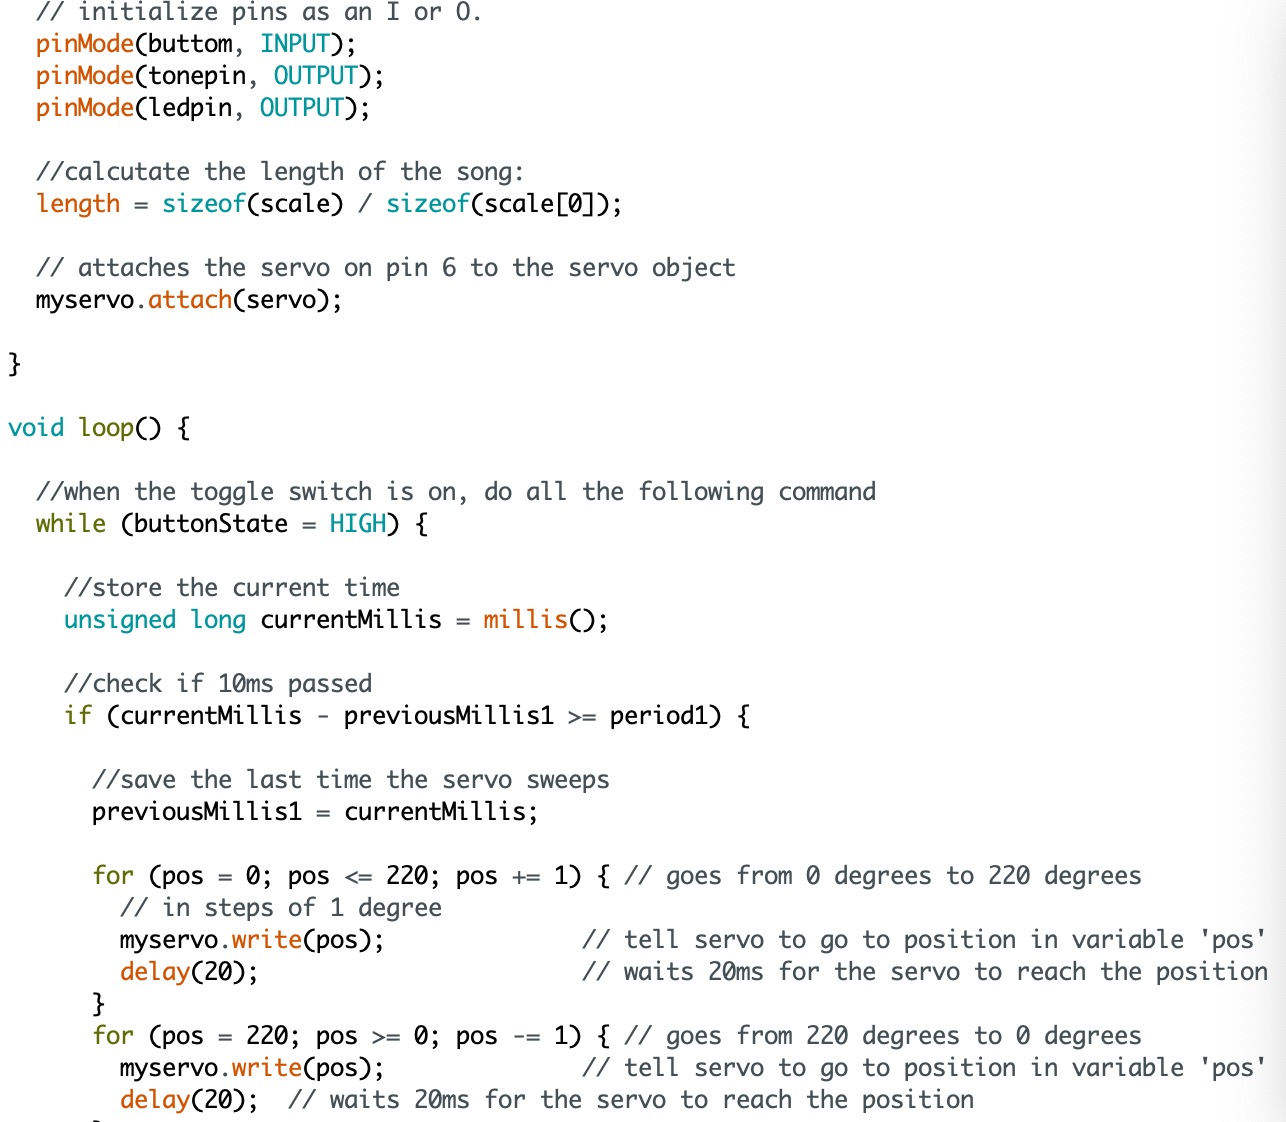 // initialize pins as an I or O.
pinMode(buttom, INPUT);
pinMode(tonepin, OUTPUT);
pinMode(ledpin, OUTPUT);
//calcutate the length of the song:
length = sizeof(scale) / sizeof(scale[0]);
// attaches the servo on pin 6 to the servo object
myservo.attach(servo);
}
void loop() {
//when the toggle switch is on, do all the following command
while (buttonState = HIGH) {
//store the current time
unsigned long currentMillis = millis();
//check if 10ms passed
if (currentMillis - previousMillis1 >= period1) {
//save the last time the servo sweeps
previousMillis1 = currentMillis;
for (pos = 0; pos <= 220; pos += 1) { // goes from 0 degrees to 220 degrees
// in steps of 1 degree
myservo.write(pos); // tell servo to go to position in variable 'pos'
delay(20); // waits 20ms for the servo to reach the position
}
for (pos = 220; pos >= 0; pos -= 1) { // goes from 220 degrees to 0 degrees
myservo.write(pos); // tell servo to go to position in variable 'pos'
delay(20); // waits 20ms for the servo to reach the position